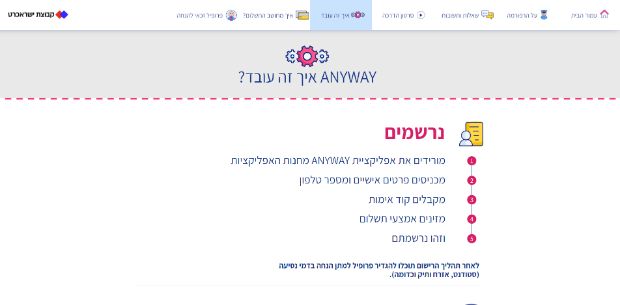 עמוד הבית
על הרפורמה
שאלות ותשובות
סרטון הדרכה
איך זה עובד
איך מחושב התשלום?
פרופיל זכאי להנחה
קבוצת ישראכרט
ANYWAY איך זה עובד?
נרשמים
1 מורידים את אפליקציית ANYWAY מחנות האפליקציות
2 מכניסים פרטים אישיים ומספר טלפון
3 מקבלים קוד אימות
4 מזינים אמצעי תשלום
5 וזהו נרשמתם
לאחר תהליך הרישום תוכלו להגדיר פרופיל למתן הנחה בדמי נסיעה
(סטודנט, אזרח ותיק וכדומה).